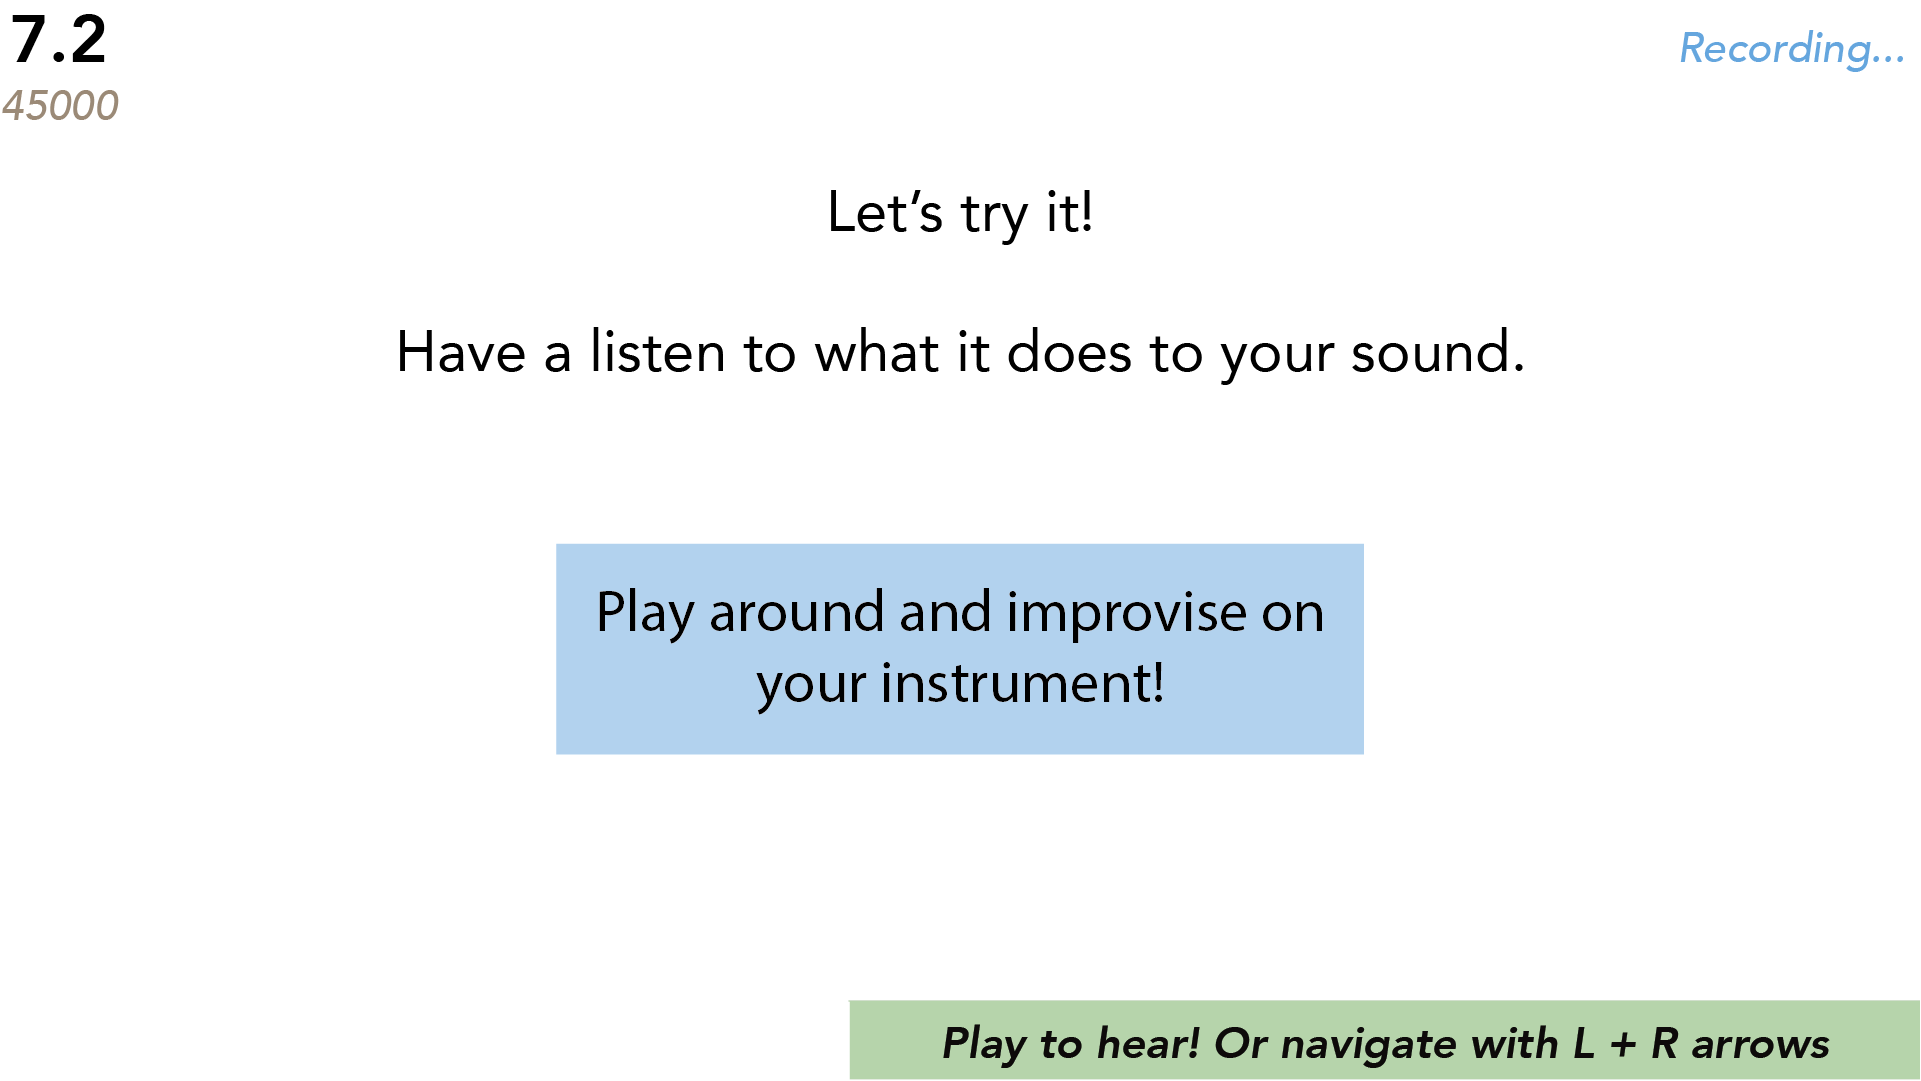 7.2
45000
Recording...
Let’s try it!
Have a listen to what it does to your sound.
Play around and improvise on
your instrument!
Play to hear! Or navigate with L + R arrows